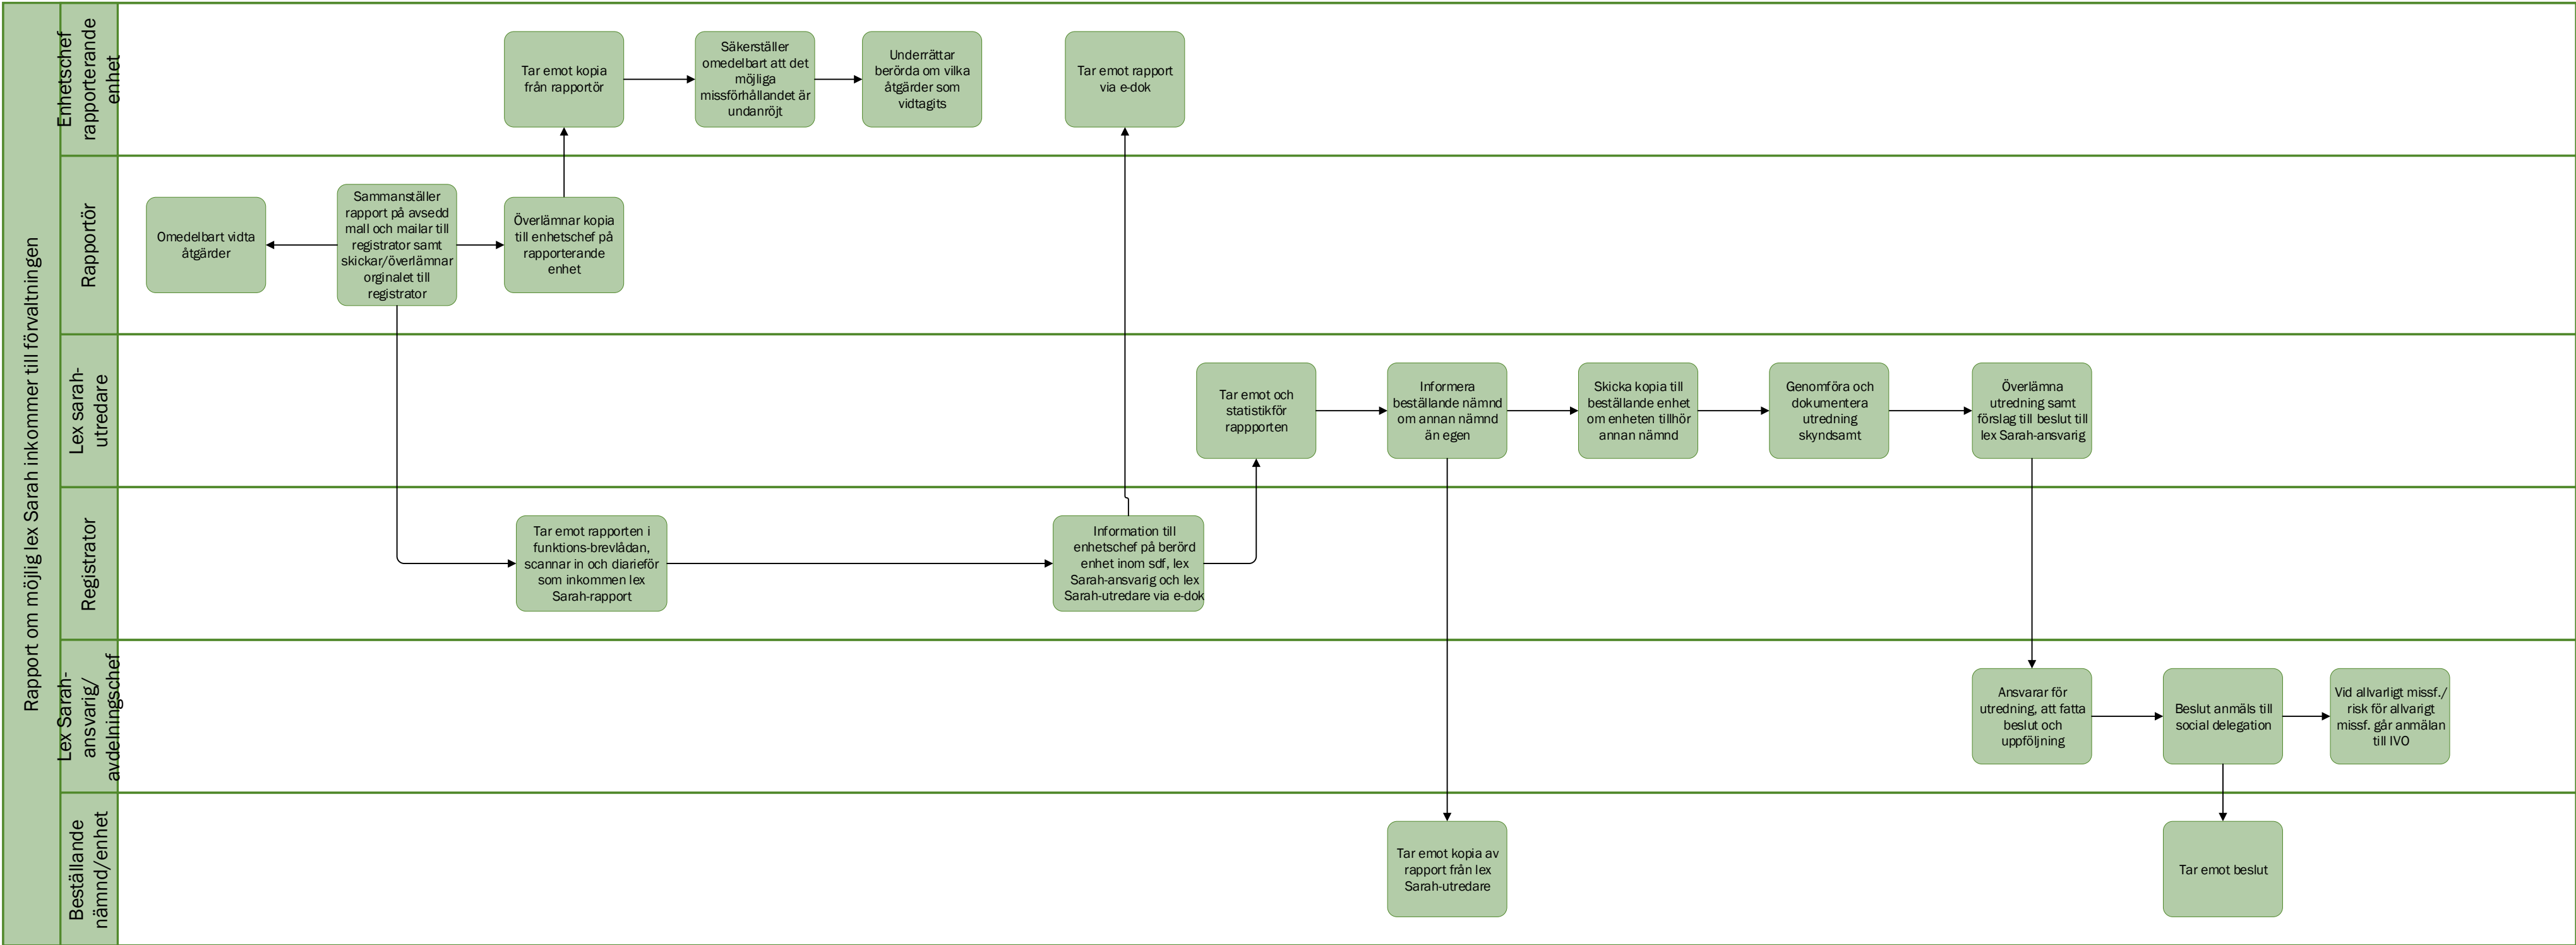 Rapport om möjlig lex Sarah inkommer till förvaltningen
Enhetschef
rapporterande
enhet
Tar emot kopia
från rapportör
Säkerställer
omedelbart att det
möjliga
missförhållandet är
undanröjt
Underrättar
berörda om vilka
åtgärder som
vidtagits
Tar emot rapport
via e-dok
Rapportör
Omedelbart vidta
åtgärder
Sammanställer
rapport på avsedd
mall och mailar till
registrator samt
skickar/överlämnar
orginalet till
registrator
Överlämnar kopia
till enhetschef på
rapporterande
enhet
Lex sarah-
utredare
Tar emot och
statistikför
rappporten
Informera
beställande nämnd
om annan nämnd
än egen
Skicka kopia till
beställande enhet
om enheten tillhör
annan nämnd
Genomföra och
dokumentera
utredning
skyndsamt
Överlämna
utredning samt
förslag till beslut till
lex Sarah-ansvarig
Registrator
Tar emot rapporten i
funktions-brevlådan,
scannar in och diarieför
som inkommen lex
Sarah-rapport
Information till
enhetschef på berörd
enhet inom sdf, lex
Sarah-ansvarig och lex
Sarah-utredare via e-dok
Lex Sarah-
ansvarig/
avdelningschef
Ansvarar för
utredning, att fatta
beslut och
uppföljning
Beslut anmäls till
social delegation
Vid allvarligt missf./
risk för allvarigt
missf. går anmälan
till IVO
Beställande
nämnd/enhet
Tar emot kopia av
rapport från lex
Sarah-utredare
Tar emot beslut